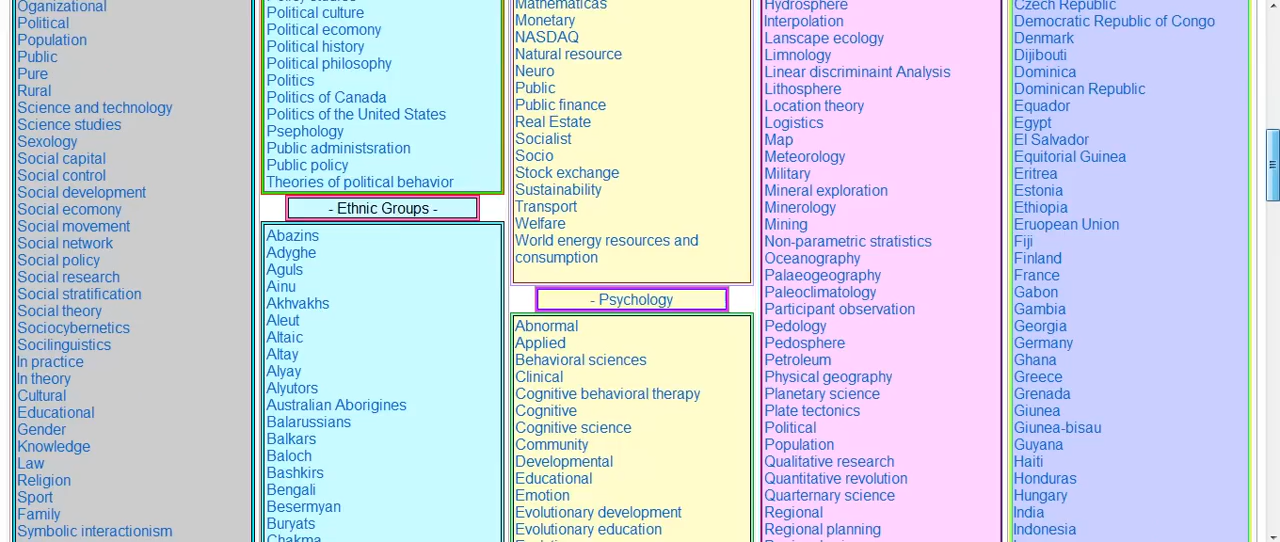 Oganizational
Political
Population
Public
Pure
Rural
Science and technology
Science studies
Sexology
Social capital
Social control
Social development
Social ecomony
Social movement
Social network
Social policy
Social research
Social stratification
Social theory
Sociocybernetics
Socilinguistics
In practice
In theory
Cultural
Educational
Gender
Knowledge
Law
Religion
Sport
Family
Symbolic interactionism
Policy studies
Political culture
Political ecomony
Political history
Political philosophy
Politics
Politics of Canada
Politics of the United States
Psephology
Public administsration
Public policy
Theories of political behavior
- Ethnic Groups -
Abazins
Adyghe
Aguls
Ainu
Akhvakhs
Aleut
Altaic
Altay
Alyay
Alyutors
Australian Aborigines
Balarussians
Balkars
Baloch
Bashkirs
Bengali
Besermyan
Buryats
Chakma
Mathematicas
Monetary
NASDAQ
Natural resource
Neuro
Public
Public finance
Real Estate
Socialist
Socio
Stock exchange
Sustainability
Transport
Welfare
World energy resources and
consumption
- Psychology
Abnormal
Applied
Behavioral sciences
Clinical
Cognitive behavioral therapy
Cognitive
Cognitive science
Community
Developmental
Educational
Emotion
Evolutionary development
Evolutionary education
Hydrosphere
Interpolation
Lanscape ecology
Limnology
Linear discriminaint Analysis
Lithosphere
Location theory
Logistics
Map
Meteorology
Military
Mineral exploration
Minerology
Mining
Non-parametric stratistics
Oceanography
Palaeogeography
Paleoclimatology
Participant observation
Pedology
Pedosphere
Petroleum
Physical geography
Planetary science
Plate tectonics
Political
Population
Qualitative research
Quantitative revolution
Quarternary science
Regional
Regional planning
Czech Republic
Democratic Republic of Congo
Denmark
Dijibouti
Dominica
Dominican Republic
Equador
Egypt
El Salvador
Equitorial Guinea
Eritrea
Estonia
Ethiopia
Eruopean Union
Fiji
Finland
France
Gabon
Gambia
Georgia
Germany
Ghana
Greece
Grenada
Giunea
Giunea-bisau
Guyana
Haiti
Honduras
Hungary
India
Indonesia